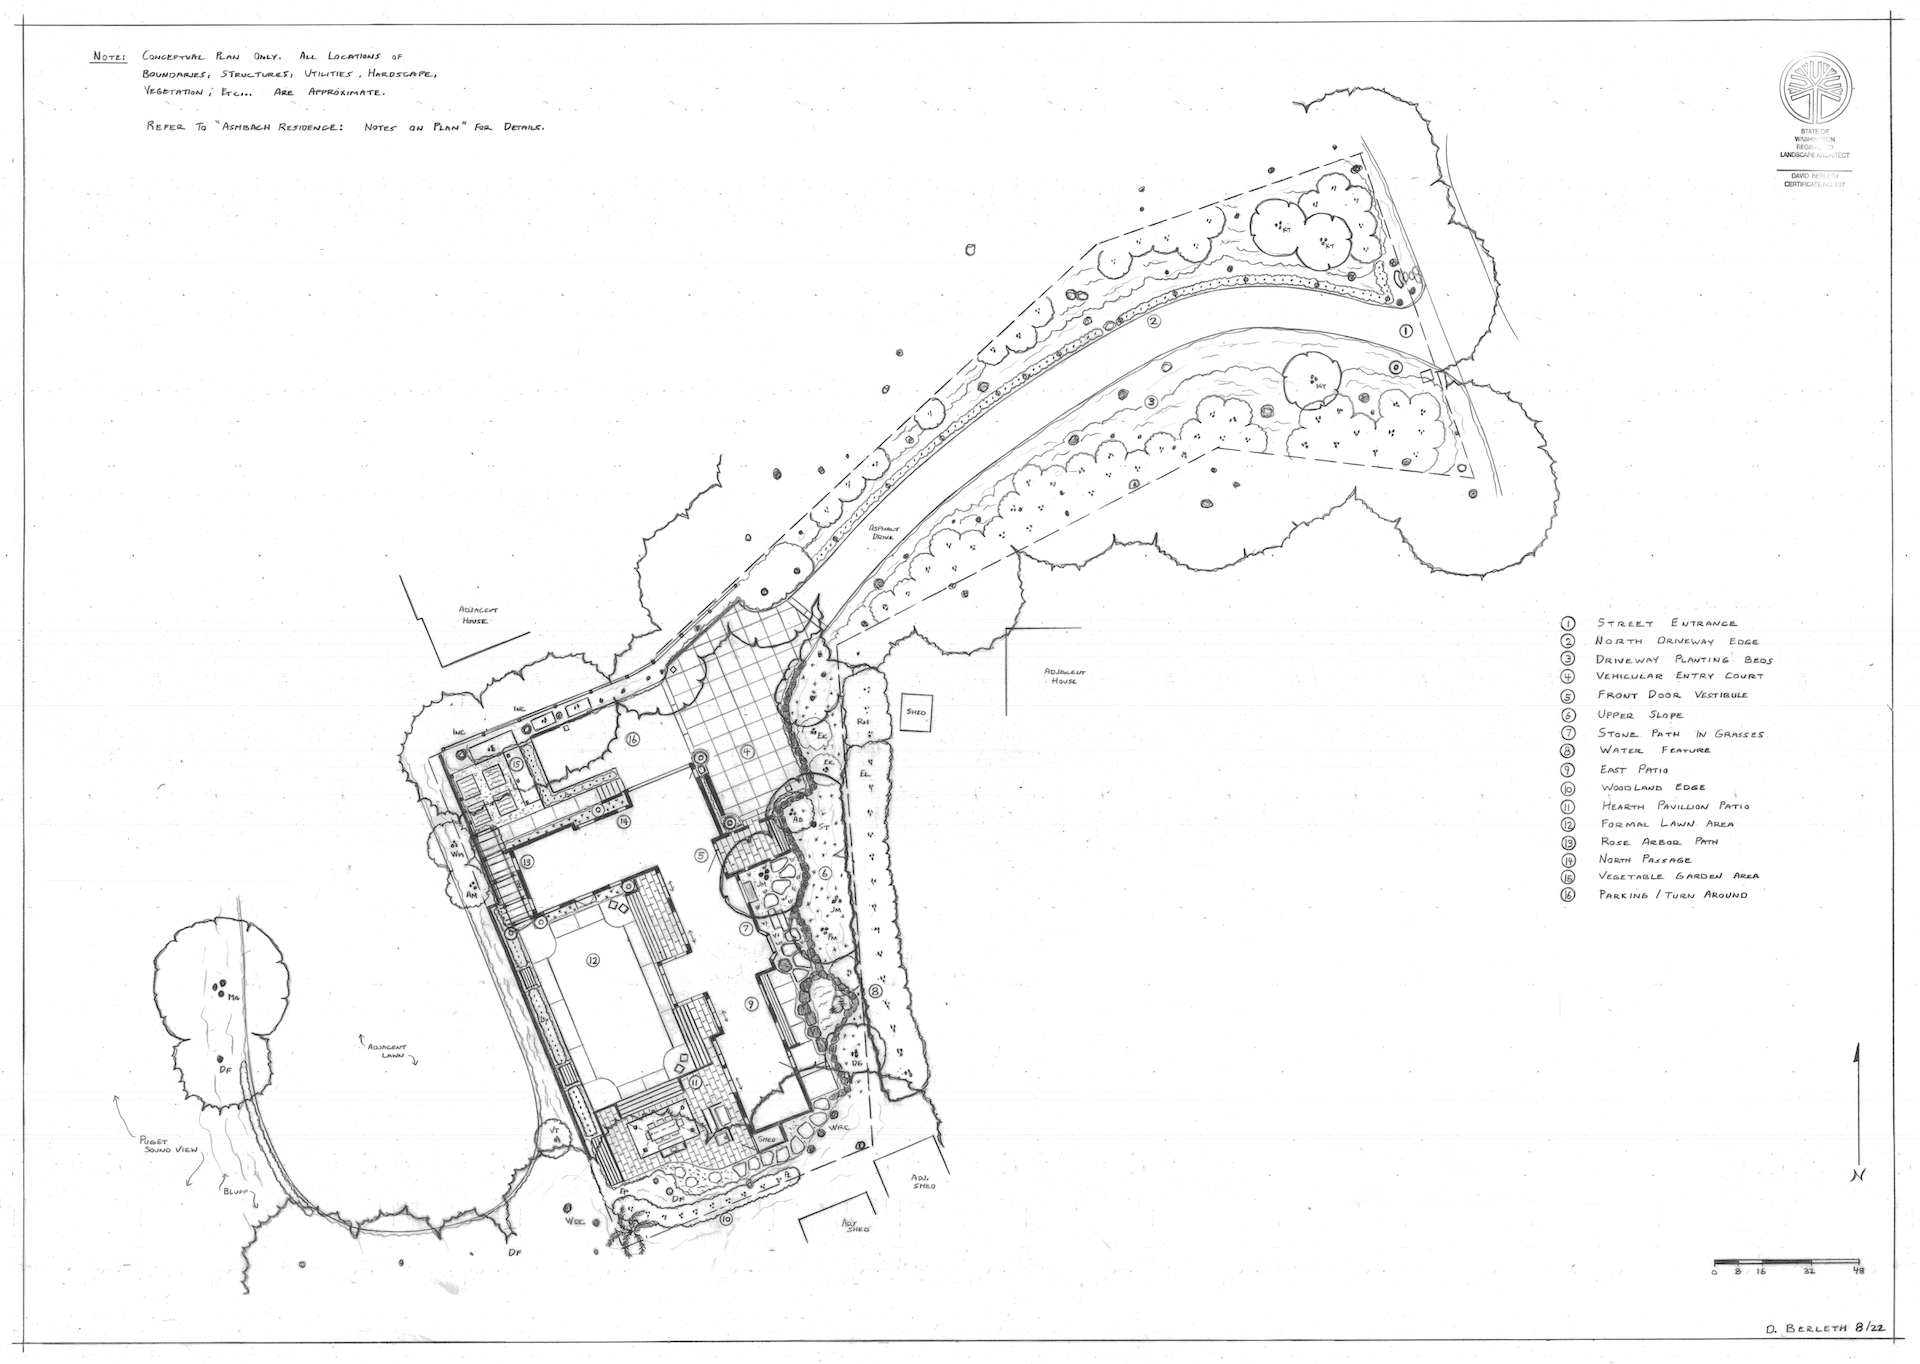 NOTE: CONCEPTUAL PLAN ONLY. ALL LOCATIONS OF
BOUNDARIES, STRUCTURES, UTILITIES, HARDSCAPE,
VEGETATION, ETC... ARE APPROXIMATE.
REFER TO "ASHBACH RESIDENCE: NOTES ON PLAN" FOR DETAILS.
STATE OF
WASHINGTON
REGISTERED
LANDSCAPE ARCHITECT
DAVID BERLETH
CERTIFICATE NO. 637
KT
KT
2
1
KT
3
ASPHALT
DRIVE
ADJACENT
HOUSE
ADJACENT
HOUSE
SHED
RH
INC
INC
16
4
EK
EK
15
EL
14
AB
ST
WM
13
5
6
AM
JM
JM
7
PM
12
8
9
MA
DF
ADJACENT
LAWN
DG
11
VT
SHED
WRC
PUGET
SOUND VIEW
BLUFF
ADJ.
SHED
EP
DF
10
WRC
ADJ
SHED
DF
1 STREET ENTRANCE
2 NORTH DRIVEWAY EDGE
3 DRIVEWAY PLANTING BEDS
4 VEHICULAR ENTRY COURT
5 FRONT DOOR VESTIBULE
6 UPPER SLOPE
7 STONE PATH IN GRASSES
8 WATER FEATURE
9 EAST PATIO
10 WOODLAND EDGE
11 HEARTH PAVILLION PATIO
12 FORMAL LAWN AREA
13 ROSE ARBOR PATH
14 NORTH PASSAGE
15 VEGETABLE GARDEN AREA
16 PARKING / TURN AROUND
N
0 8 16 32 48
D. BERLETH 8/22